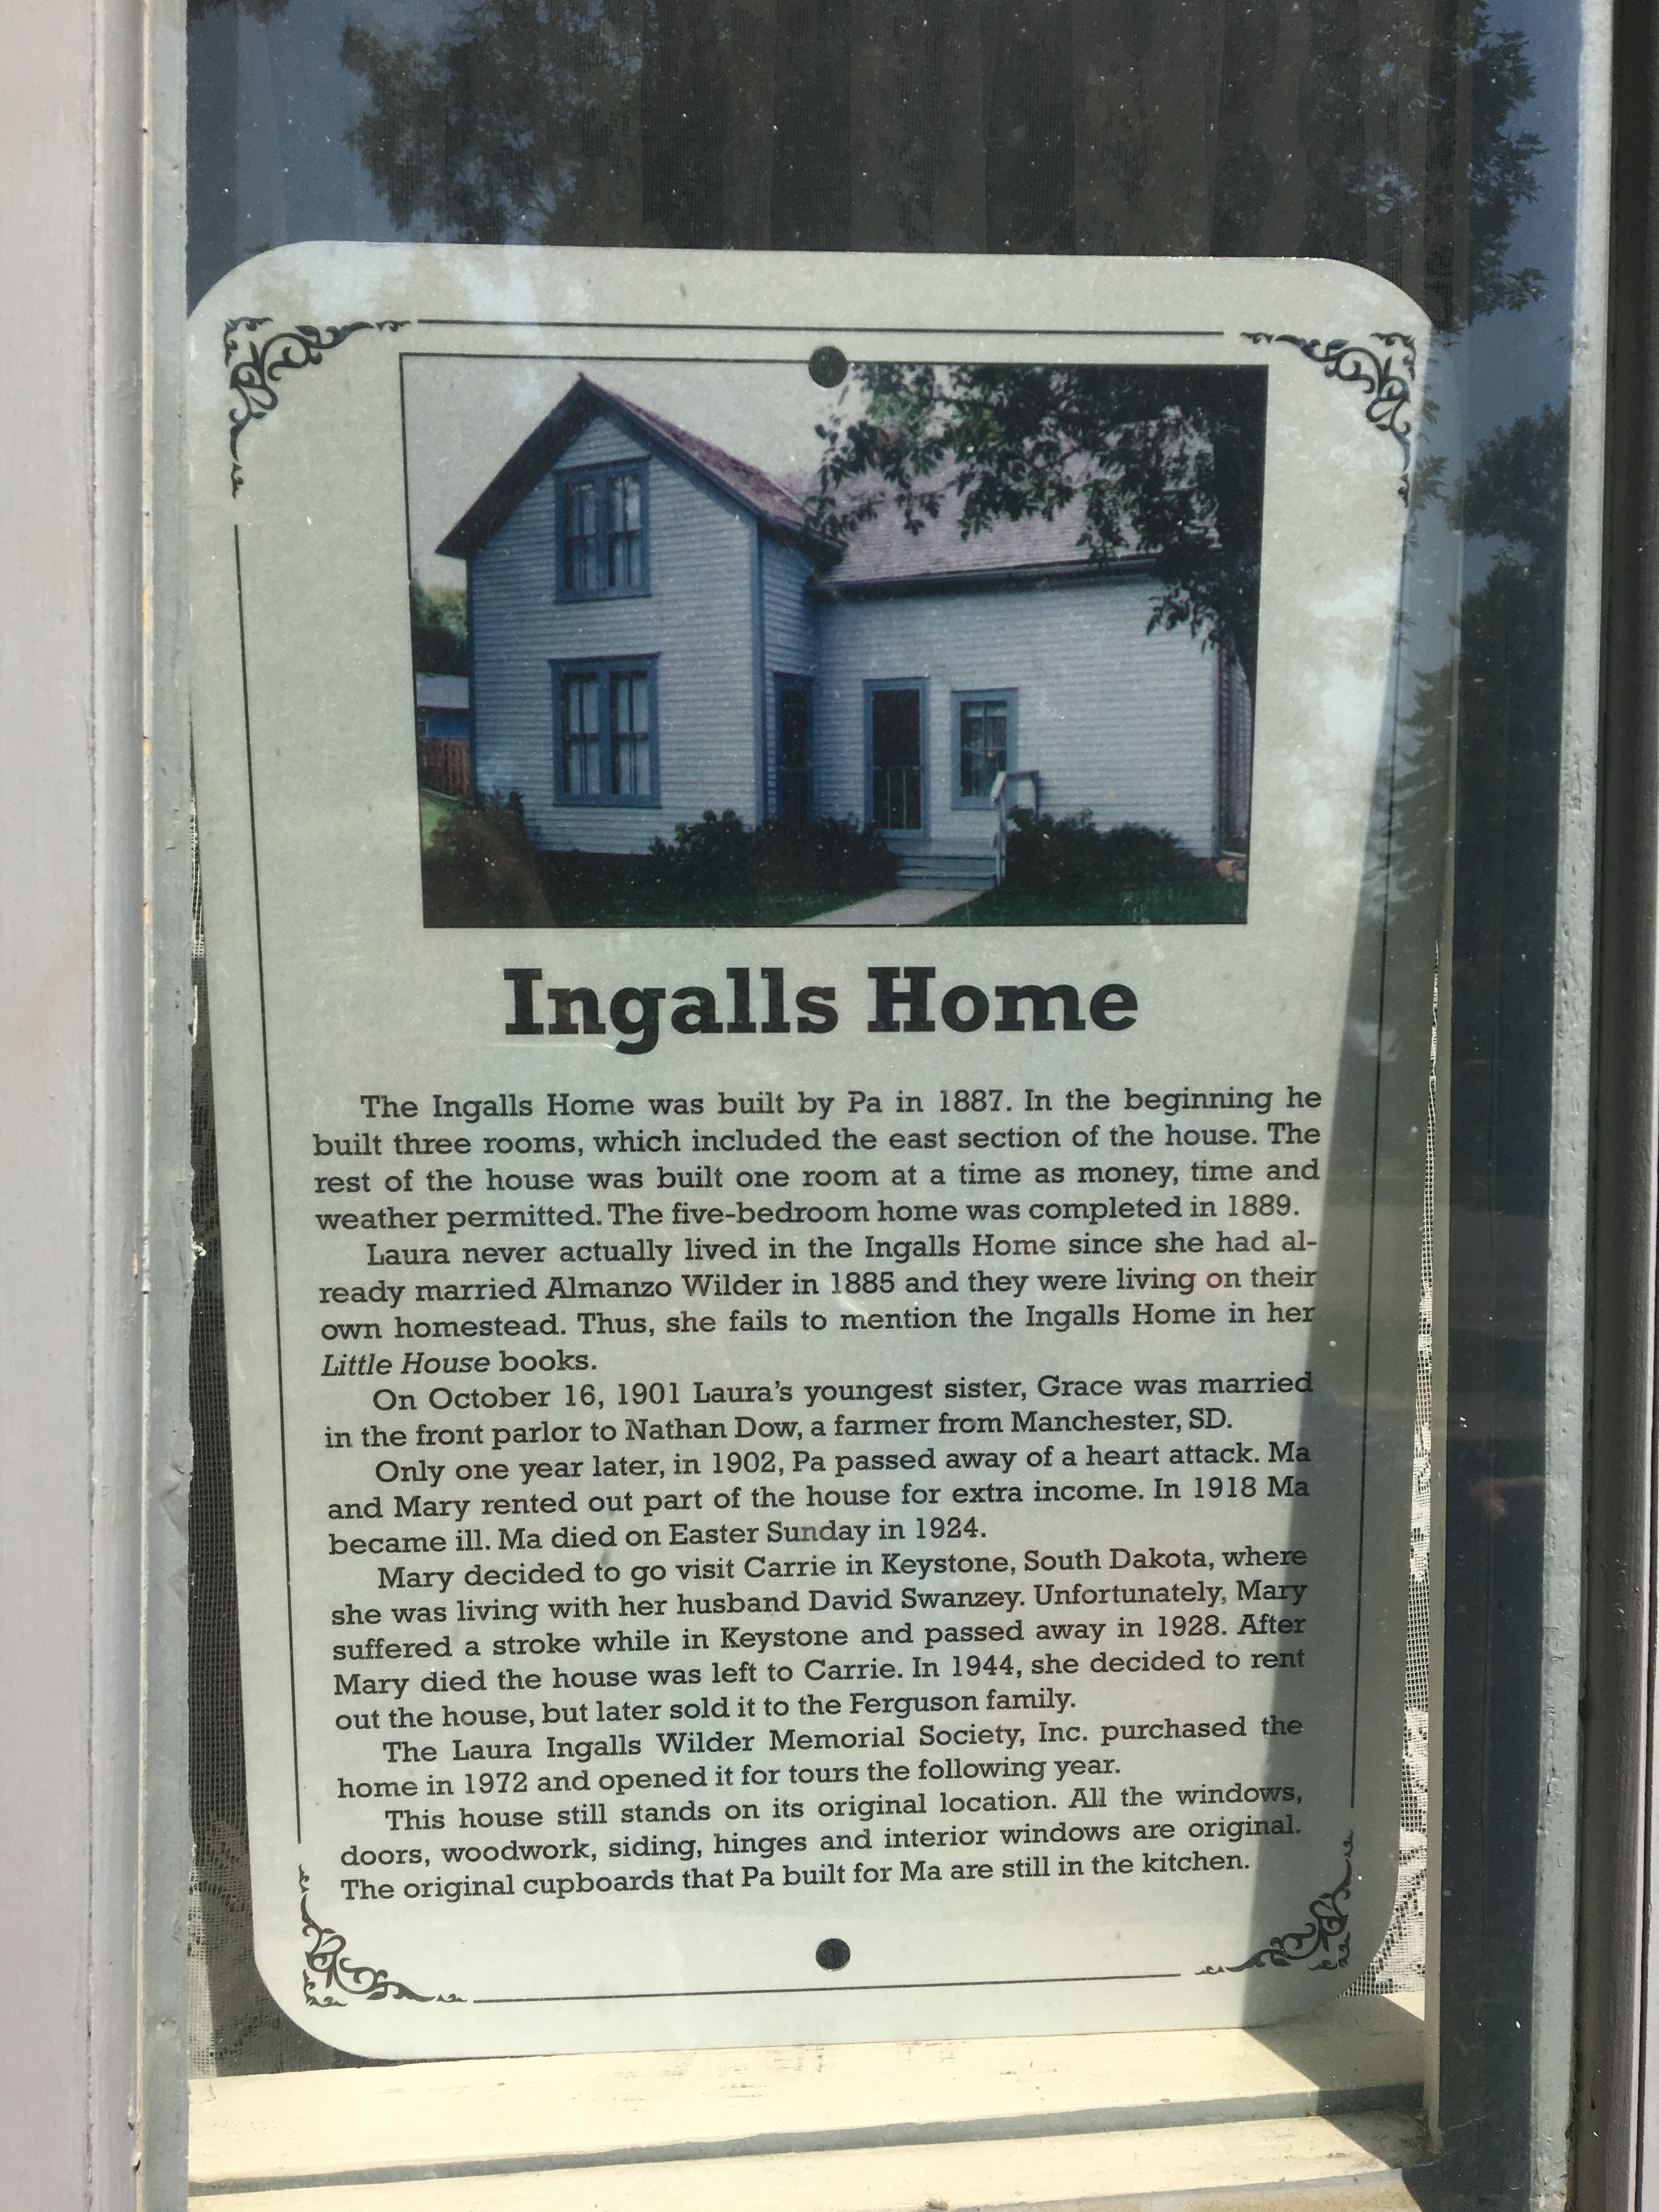 Ingalls Home
The Ingalls Home was built by Pa in 1887. In the beginning he
built three rooms, which included the east section of the house. The
rest of the house was built one room at a time as money, time and
weather permitted. The five-bedroom home was completed in 1889.
Laura never actually lived in the Ingalls Home since she had al-
ready married Almanzo Wilder in 1885 and they were living on their
own homestead. Thus, she fails to mention the Ingalls Home in her
Little House books.
On October 16, 1901 Laura's youngest sister, Grace was married
in the front parlor to Nathan Dow, a farmer from Manchester, SD.
Only one year later, in 1902, Pa passed away of a heart attack. Ma
and Mary rented out part of the house for extra income. In 1918 Ma
became ill. Ma died on Easter Sunday in 1924.
Mary decided to go visit Carrie in Keystone, South Dakota, where
she was living with her husband David Swanzey. Unfortunately, Mary
suffered a stroke while in Keystone and passed away in 1928. After
Mary died the house was left to Carrie. In 1944, she decided to rent
out the house, but later sold it to the Ferguson family.
The Laura Ingalls Wilder Memorial Society, Inc. purchased the
home in 1972 and opened it for tours the following year.
This house still stands on its original location. All the windows,
doors, woodwork, siding, hinges and interior windows are original.
The original cupboards that Pa built for Ma are still in the kitchen.